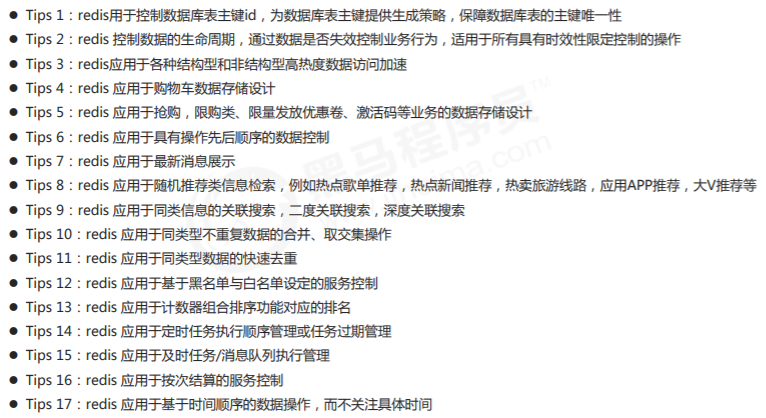 ● Tips 1：redis用于控制数据库表主键id，为数据库表主键提供生成策略，保障数据库表的主键唯一性
● Tips 2：redis 控制数据的生命周期，通过数据是否失效控制业务行为，适用于所有具有时效性限定控制的操作
● Tips 3：redis应用于各种结构型和非结构型高热度数据访问加速
● Tips 4：redis 应用于购物车数据存储设计
● Tips 5：redis 应用于抢购，限购类、限量发放优惠卷、激活码等业务的数据存储设计
● Tips 6：redis 应用于具有操作先后顺序的数据控制
● Tips 7：redis 应用于最新消息展示
● Tips 8：redis 应用于随机推荐类信息检索，例如热点歌单推荐，热点新闻推荐，热卖旅游线路，应用APP推荐，大V推荐等
● Tips 9：redis 应用于同类信息的关联搜索，二度关联搜索，深度关联搜索
● Tips 10：redis 应用于同类型不重复数据的合并、取交集操作
● Tips 11：redis 应用于同类型数据的快速去重
● Tips 12：redis 应用于基于黑名单与白名单设定的服务控制
● Tips 13：redis 应用于计数器组合排序功能对应的排名
● Tips 14：redis 应用于定时任务执行顺序管理或任务过期管理
● Tips 15：redis 应用于及时任务/消息队列执行管理
● Tips 16：redis 应用于按次结算的服务控制
● Tips 17：redis 应用于基于时间顺序的数据操作，而不关注具体时间
黑马程序员™